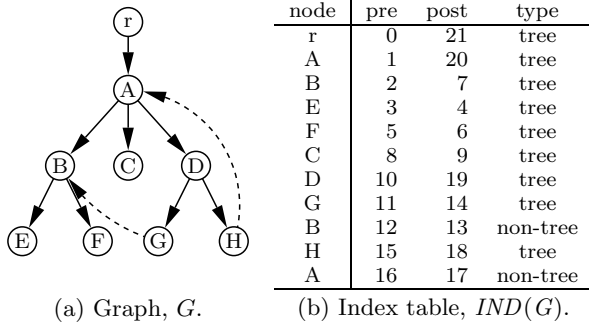 r
A
B
C
D
E
F
G
H
(a) Graph, G.
node pre post type
r 0 21 tree
A 1 20 tree
B 2 7 tree
E 3 4 tree
F 5 6 tree
C 8 9 tree
D 10 19 tree
G 11 14 tree
B 12 13 non-tree
H 15 18 tree
A 16 17 non-tree
(b) Index table, IND(G).